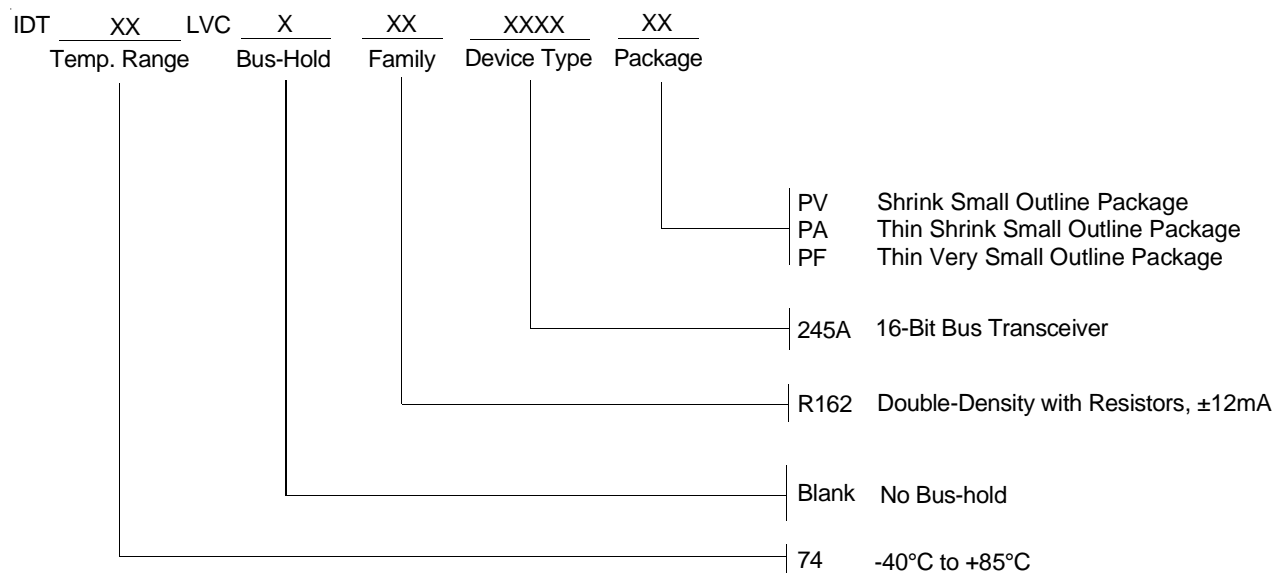 IDT XX LVC X XX XXXX XX
Temp. Range Bus-Hold Family Device Type Package
PV Shrink Small Outline Package
PA Thin Shrink Small Outline Package
PF Thin Very Small Outline Package
245A 16-Bit Bus Transceiver
R162 Double-Density with Resistors, ±12mA
Blank No Bus-hold
74 -40°C to +85°C